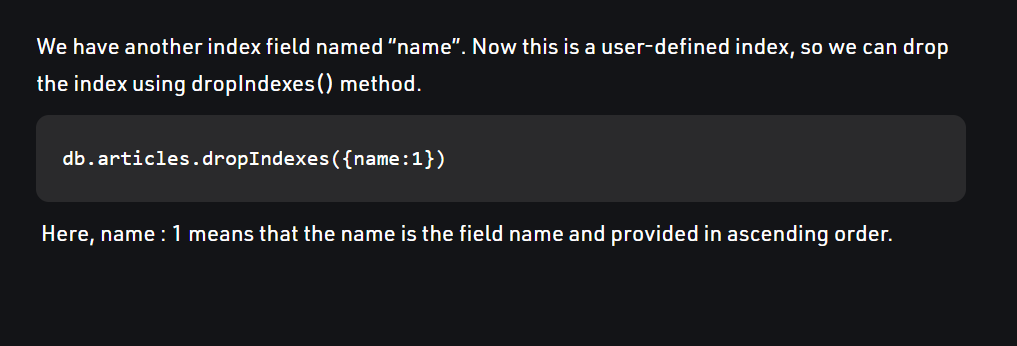 We have another index field named “name”. Now this is a user-defined index, so we can drop
the index using dropIndexes() method.
db.articles.dropIndexes({name:1})
Here, name : 1 means that the name is the field name and provided in ascending order.